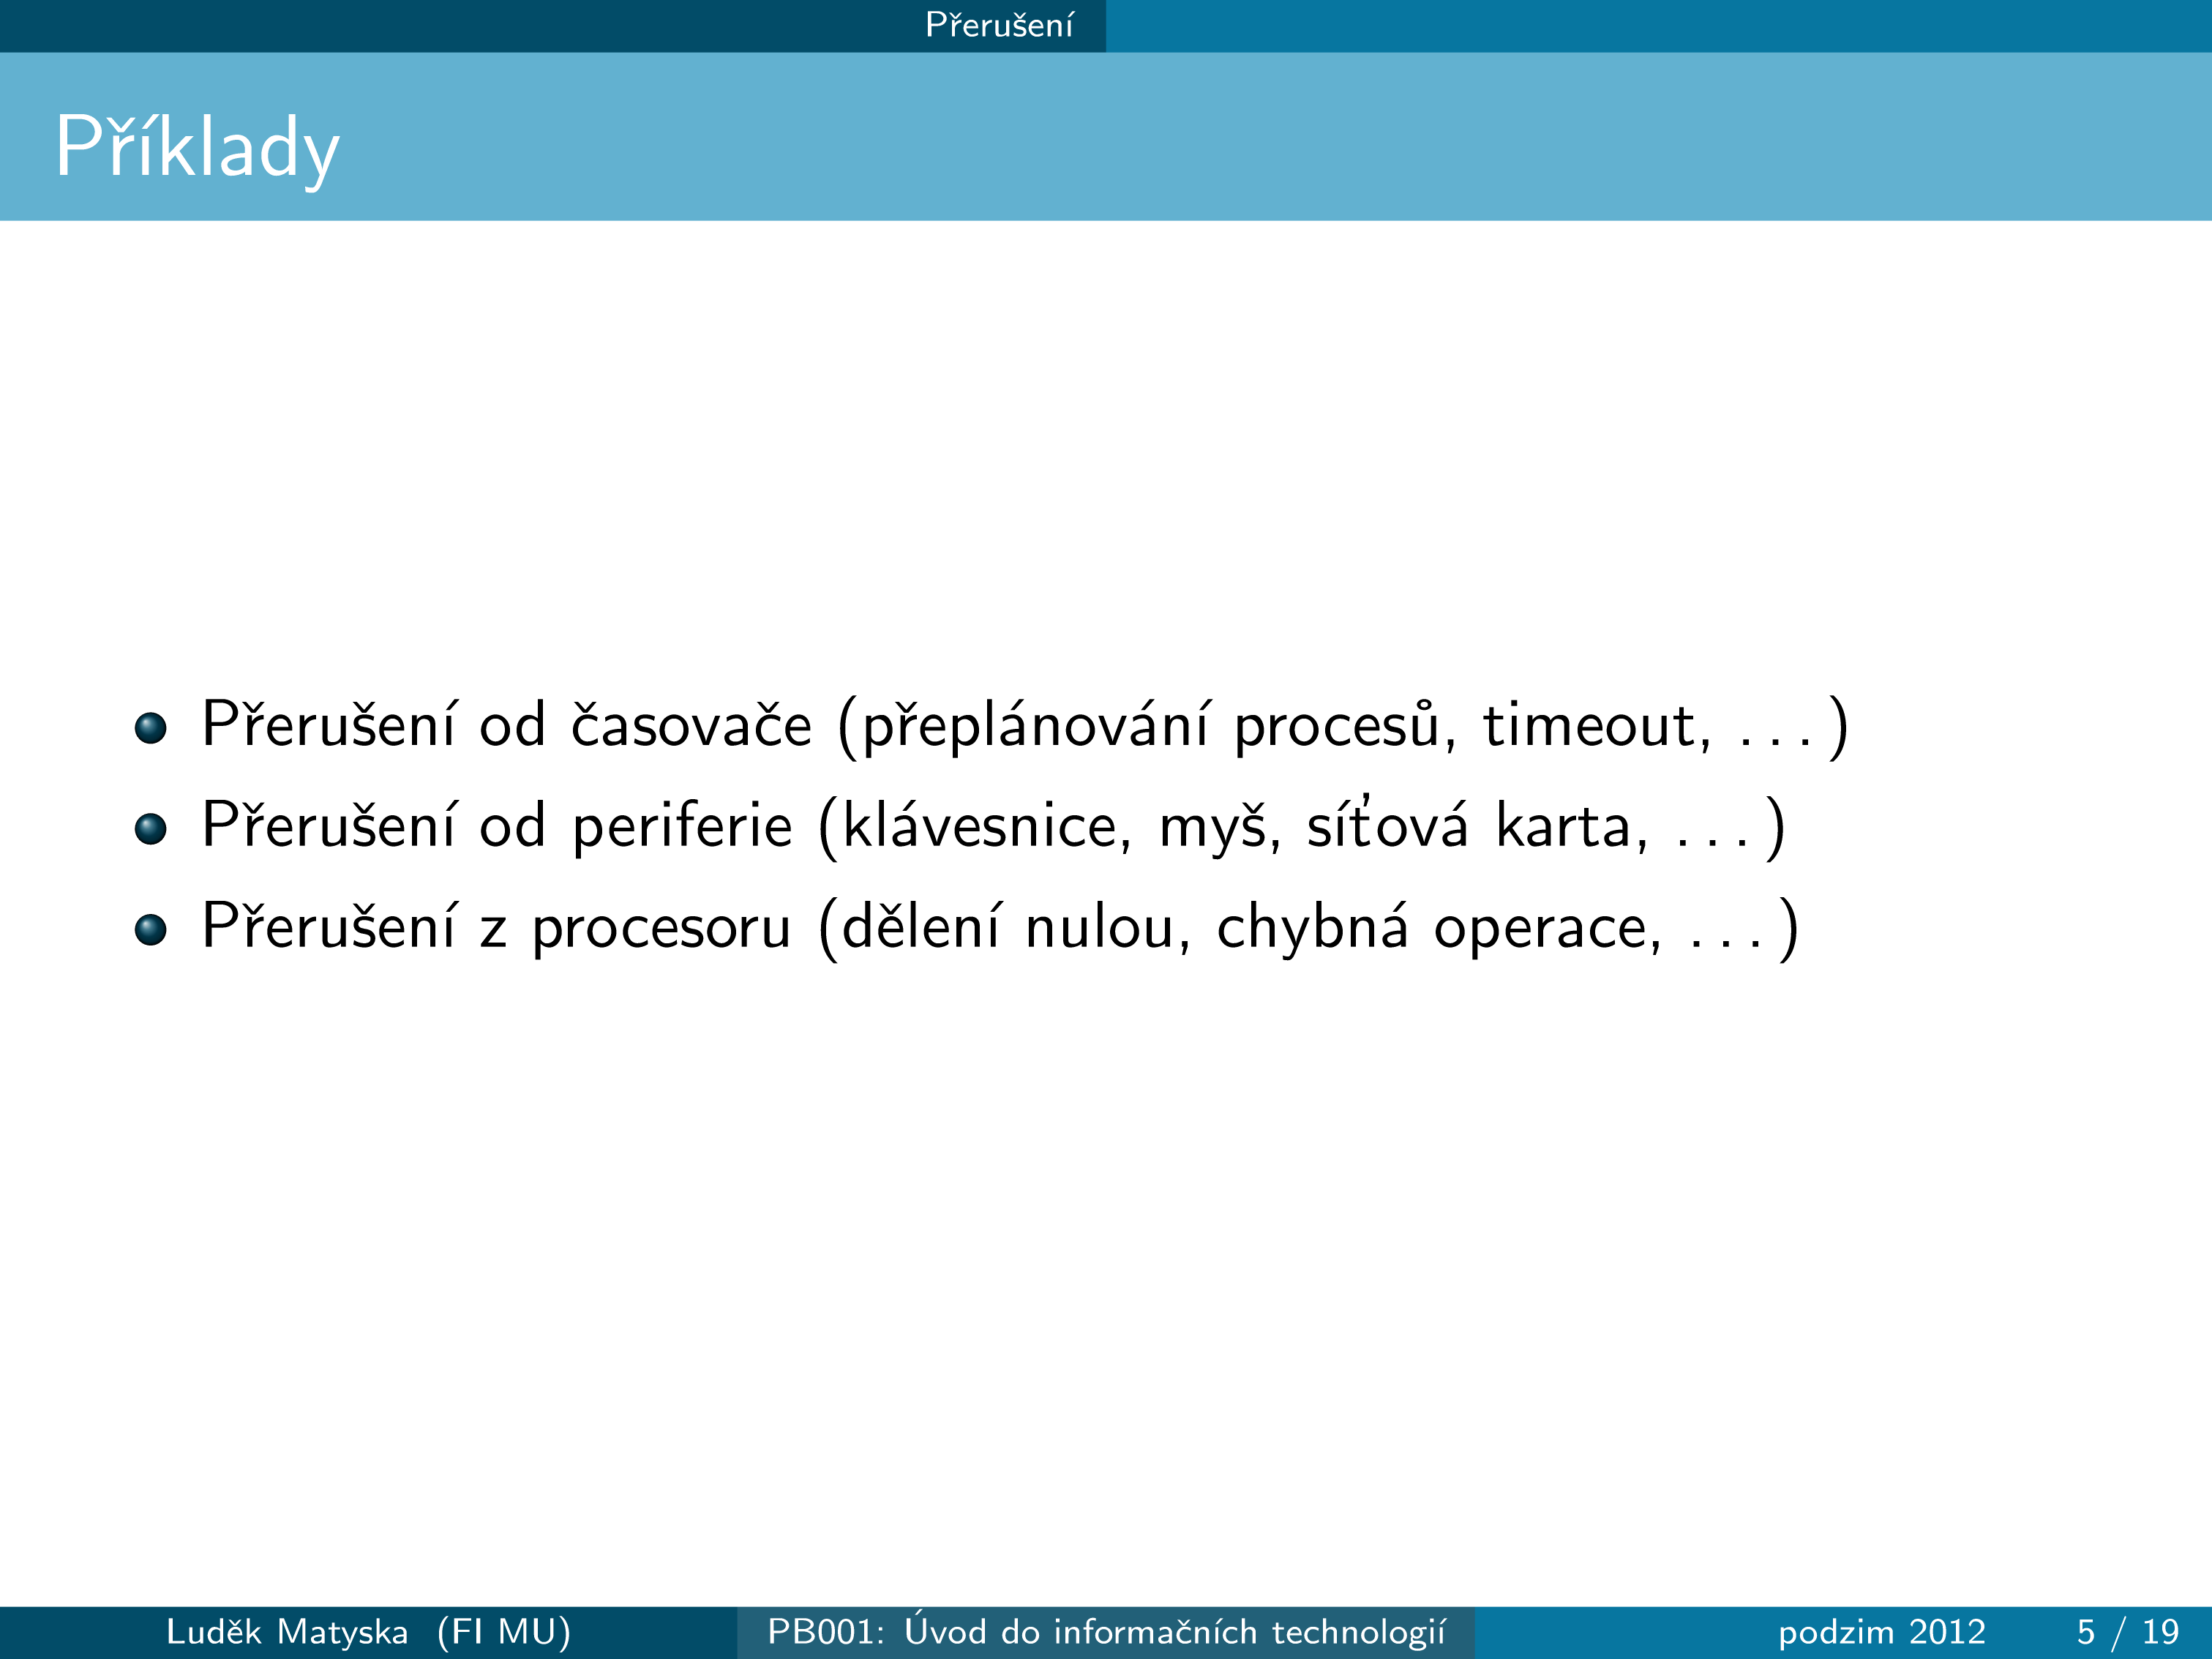 Přerušení
Příklady
Přerušení od časovače (přeplánování procesů, timeout, . . . )
Přerušení od periferie (klávesnice, myš, síťová karta, . . . )
Přerušení z procesoru (dělení nulou, chybná operace, . . . )
Luděk Matyska (FI MU) PB001: Úvod do informačních technologií podzim 2012 5 / 19